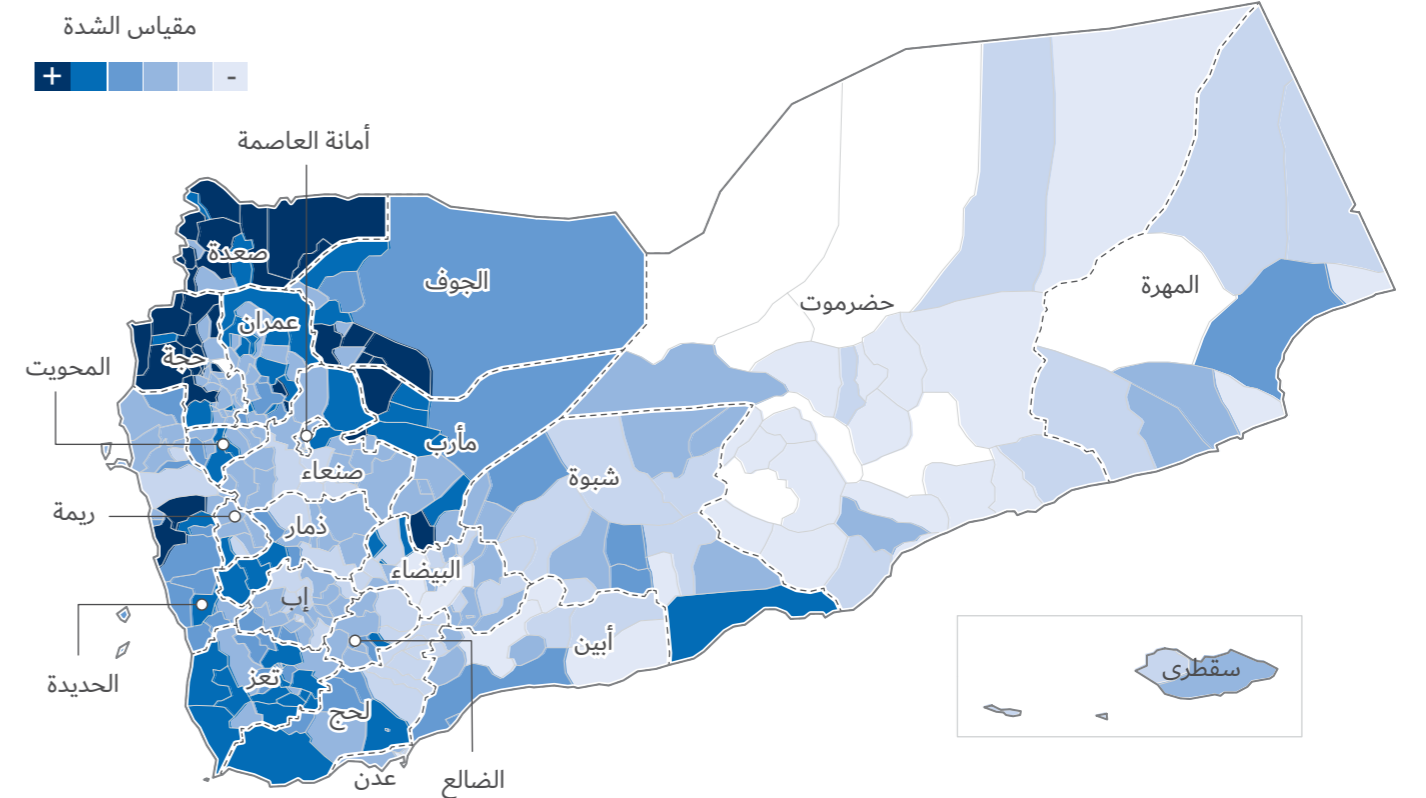 مقياس الشدة
+
-
أمانة العاصمة
صعدة
الجوف
المهرة
حضرموت
عمران
حجة
المحويت
مأرب
صنعاء
شبوة
ريمة
ذمار
البيضاء
إب
أبين
سقطرى
تعز
الحديدة
لحج
عدن
الضالع